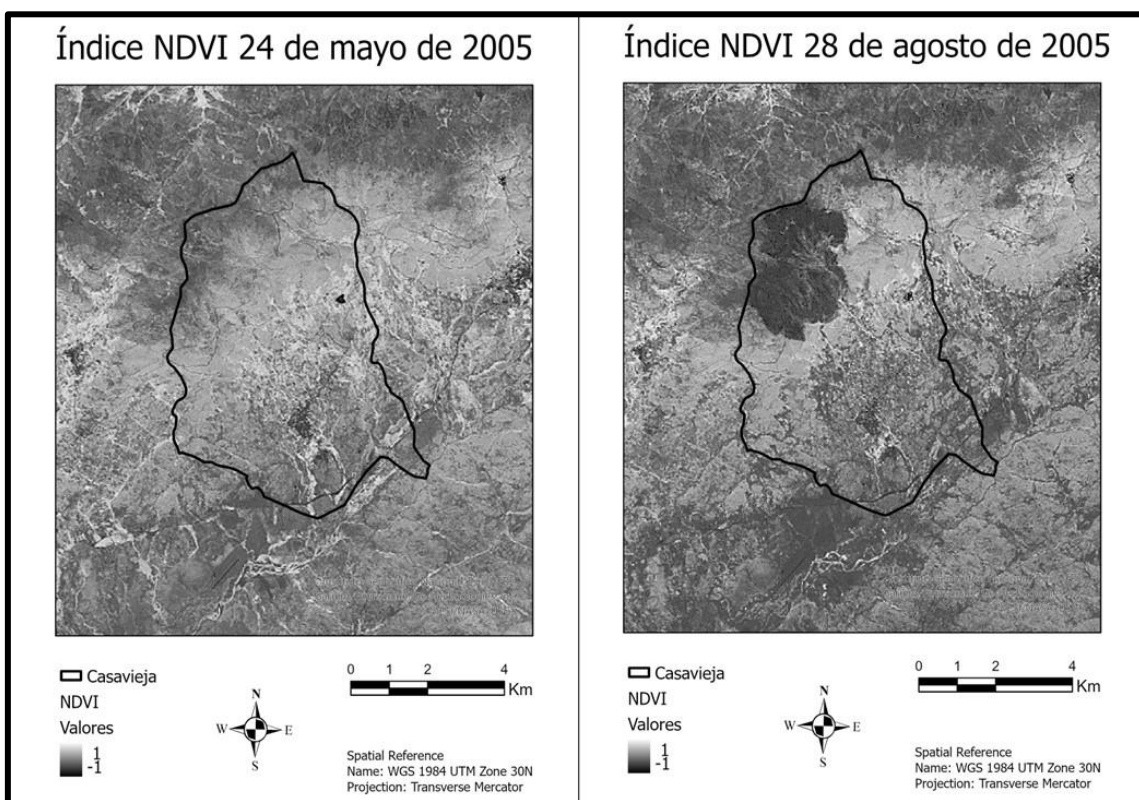 Índice NDVI 24 de mayo de 2005
Casavieja
NDVI
Valores
1
-1
N
W E
S
0 1 2 4
Km
Spatial Reference
Name: WGS 1984 UTM Zone 30N
Projection: Transverse Mercator
Índice NDVI 28 de agosto de 2005
Casavieja
NDVI
Valores
1
-1
N
W E
S
0 1 2 4
Km
Spatial Reference
Name: WGS 1984 UTM Zone 30N
Projection: Transverse Mercator